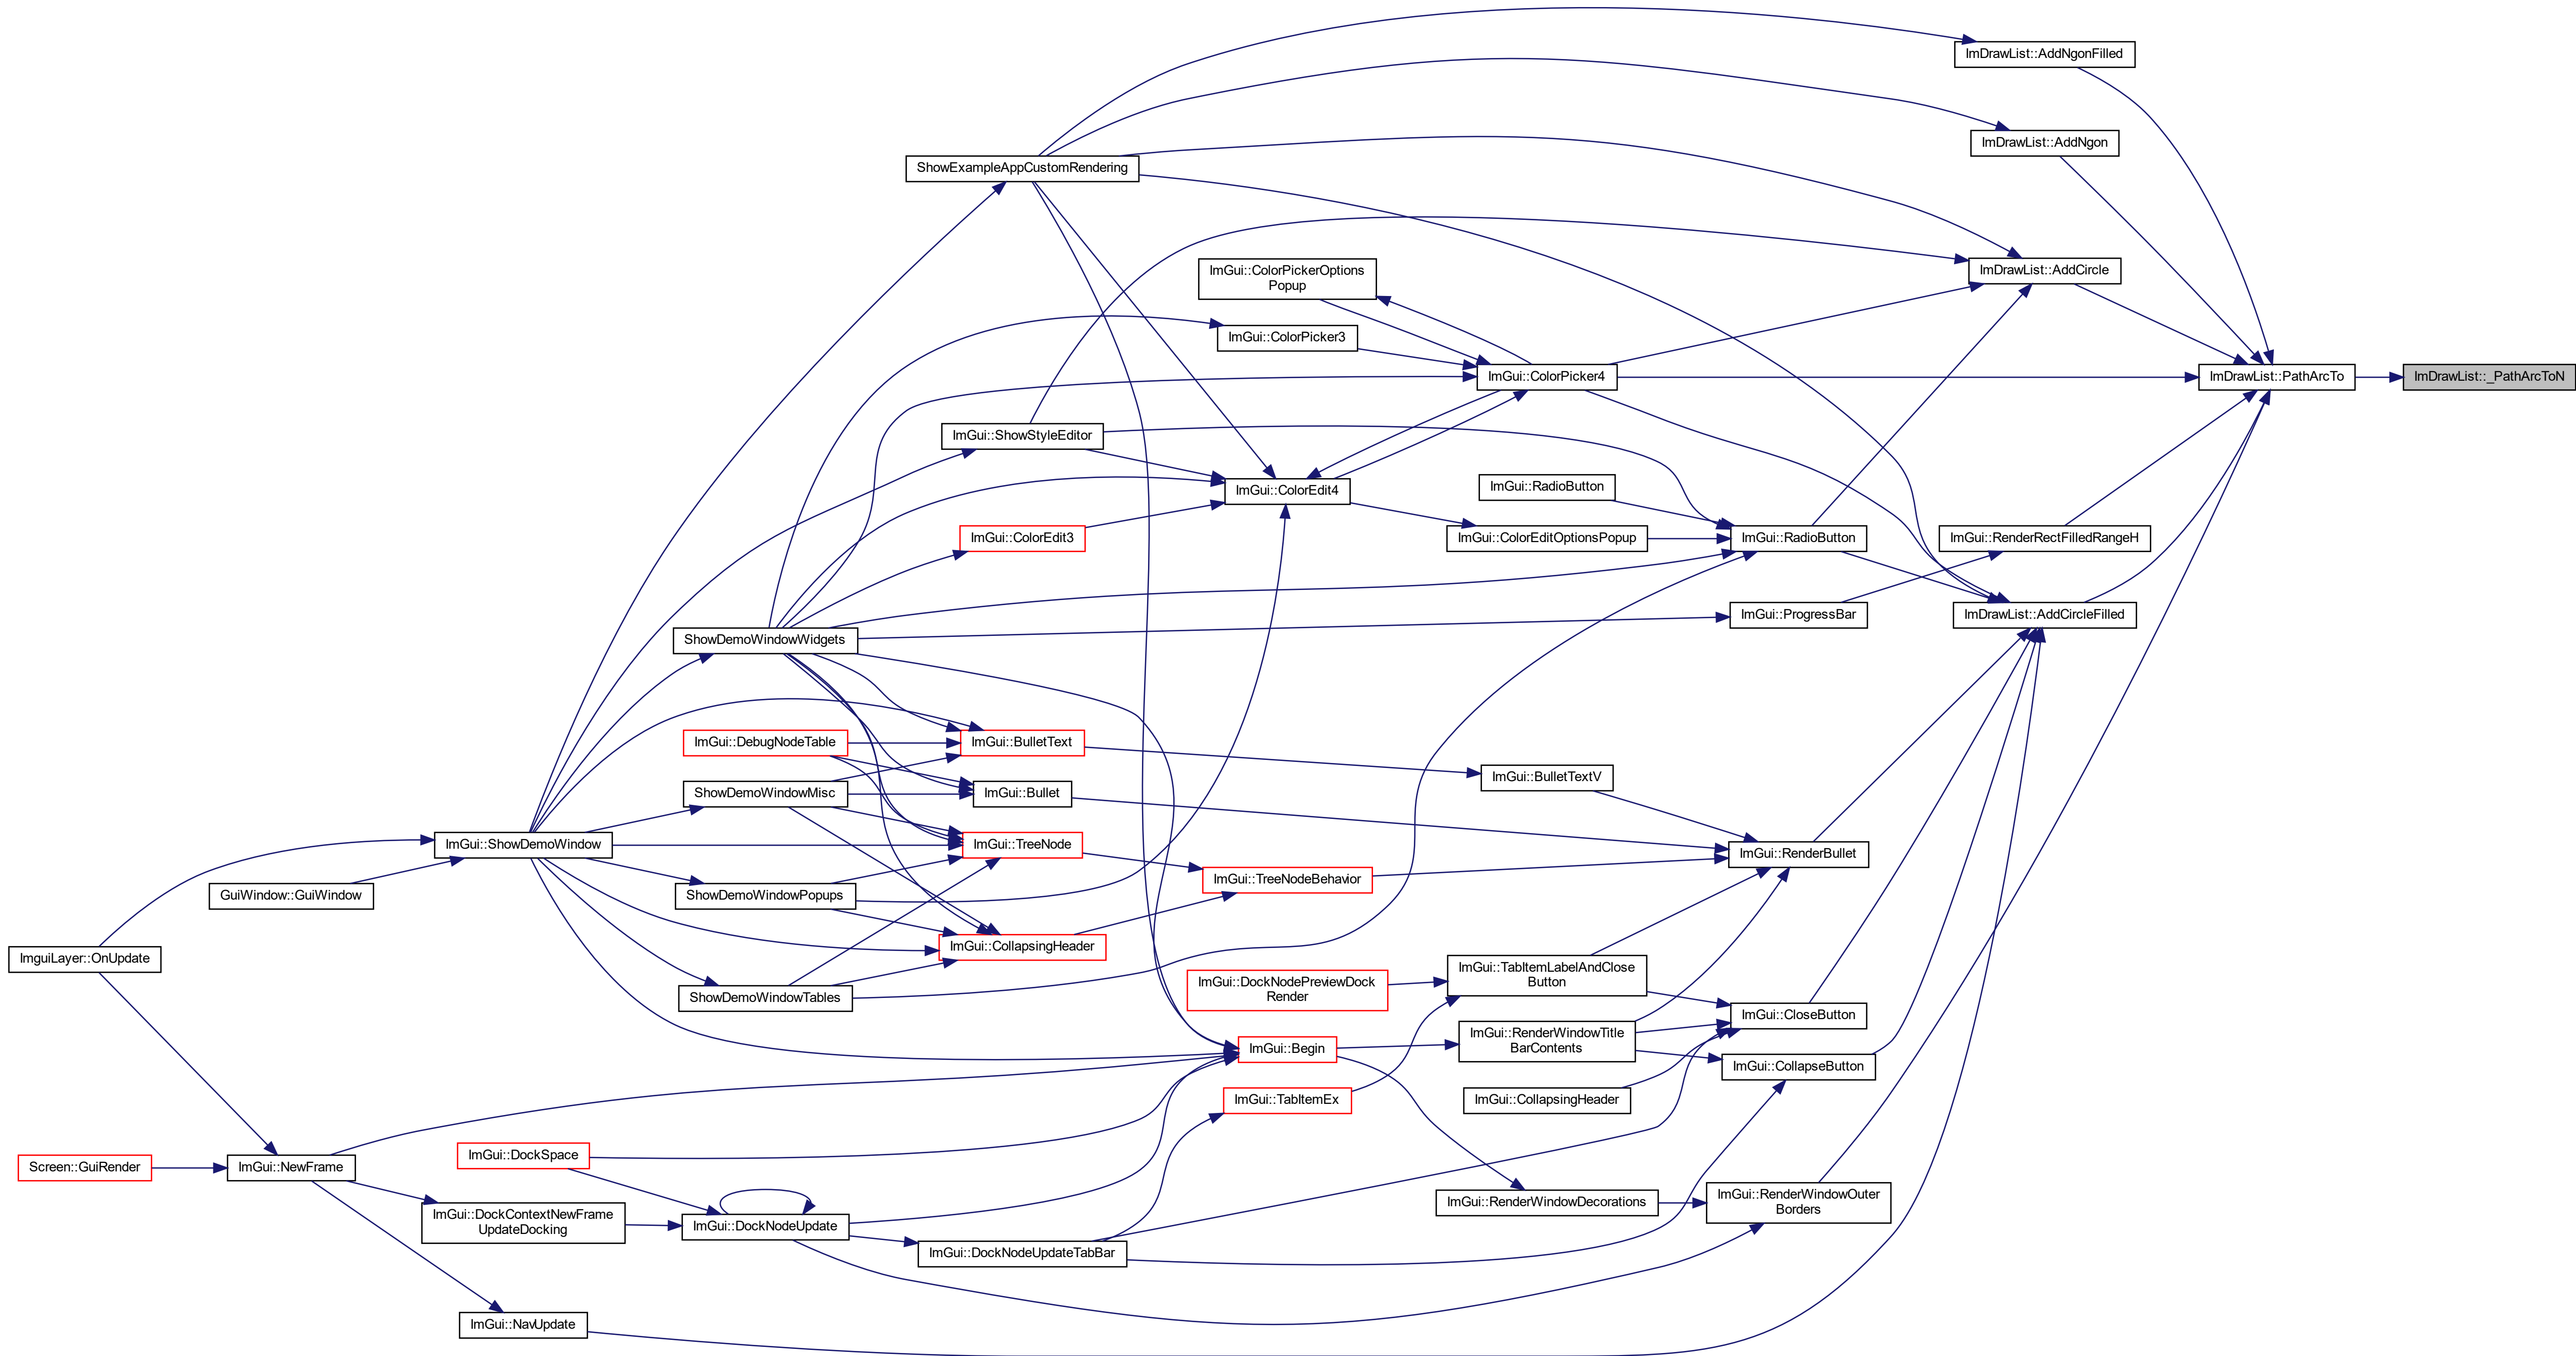 ImDrawList::AddNgonFilled
ImDrawList::AddNgon
ShowExampleAppCustomRendering
ImDrawList::AddCircle
ImGui::ColorPickerOptions
Popup
ImGui::ColorPicker3
ImGui::ColorPicker4
ImDrawList::PathArcTo
ImDrawList::_PathArcToN
ImGui::ShowStyleEditor
ImGui::ColorEdit4
ImGui::RadioButton
ImGui::ColorEdit3
ImGui::ColorEditOptionsPopup
ImGui::RadioButton
ImGui::RenderRectFilledRangeH
ShowDemoWindowWidgets
ImGui::ProgressBar
ImDrawList::AddCircleFilled
ImGui::DebugNodeTable
ImGui::BulletText
ImGui::BulletTextV
ShowDemoWindowMisc
ImGui::Bullet
ImGui::ShowDemoWindow
ImGui::TreeNode
ImGui::RenderBullet
GuiWindow::GuiWindow
ShowDemoWindowPopups
ImGui::TreeNodeBehavior
ImguiLayer::OnUpdate
ImGui::CollapsingHeader
ImGui::TabItemLabelAndClose
Button
ShowDemoWindowTables
ImGui::DockNodePreviewDock
Render
ImGui::CloseButton
ImGui::Begin
ImGui::RenderWindowTitle
BarContents
ImGui::CollapseButton
ImGui::TabItemEx
ImGui::CollapsingHeader
Screen::GuiRender
ImGui::NewFrame
ImGui::DockSpace
ImGui::DockContextNewFrame
UpdateDocking
ImGui::DockNodeUpdate
ImGui::DockNodeUpdateTabBar
ImGui::RenderWindowDecorations
ImGui::RenderWindowOuter
Borders
ImGui::NavUpdate